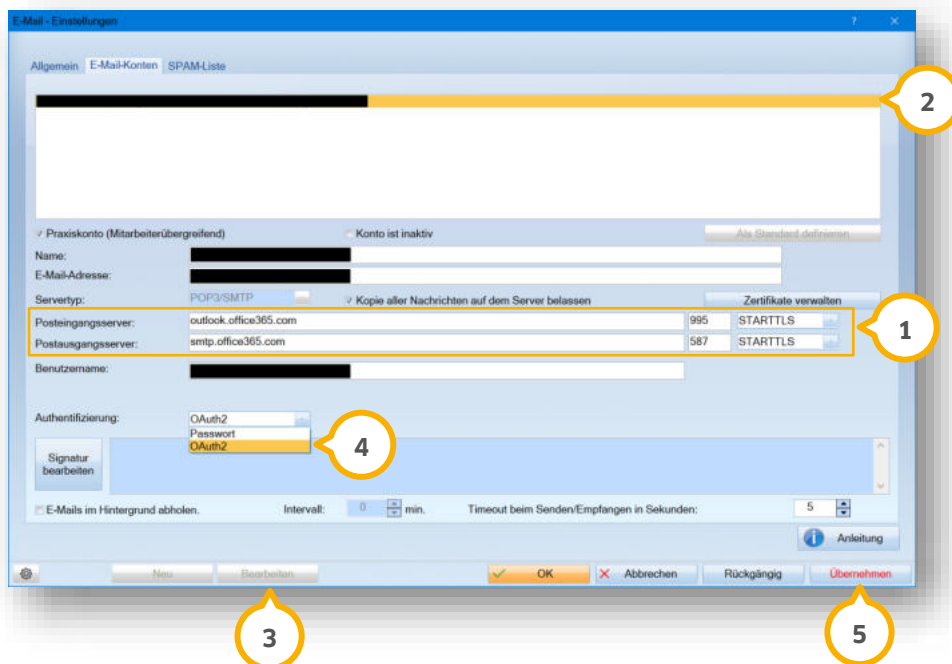 E-Mail - Einstellungen ? ×
Allgemein E-Mail-Konten SPAM-Liste
2
Praxiskonto (Mitarbeiterübergreifend) Konto ist inaktiv Als Standard definieren
Name:
E-Mail-Adresse:
Servertyp: POP3/SMTP Kopie aller Nachrichten auf dem Server belassen Zertifikate verwalten
Posteingangsserver: outlook.office365.com 995 STARTTLS
1
Postausgangsserver: smtp.office365.com 587 STARTTLS
Benutzername:
Authentifizierung: OAuth2
Passwort
OAuth2
4
Signatur
bearbeiten
E-Mails im Hintergrund abholen. Intervall: 0 min. Timeout beim Senden/Empfangen in Sekunden: 5
i Anleitung
Neu Bearbeiten OK Abbrechen Rückgängig Übernehmen
3 5